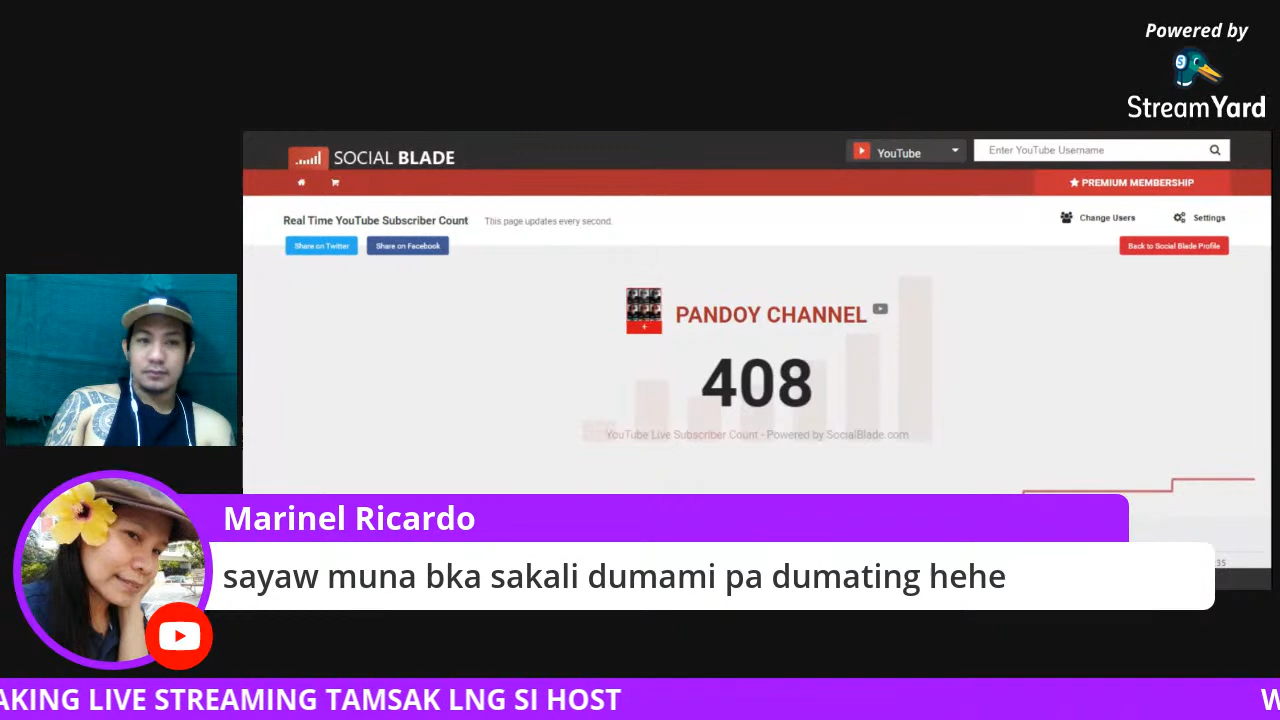 Powered by
StreamYard
SOCIAL BLADE
YouTube
Enter YouTube Username
PREMIUM MEMBERSHIP
Real Time YouTube Subscriber Count
This page updates every second.
Change Users
Settings
Share on Twitter
Share on Facebook
Back to Social Blade Profile
PANDOY CHANNEL
408
YouTube Live Subscriber Count - Powered by SocialBlade.com
Marinel Ricardo
sayaw muna bka sakali dumami pa dumating hehe
:35
AKING LIVE STREAMING TAMSAK LNG SI HOST
W